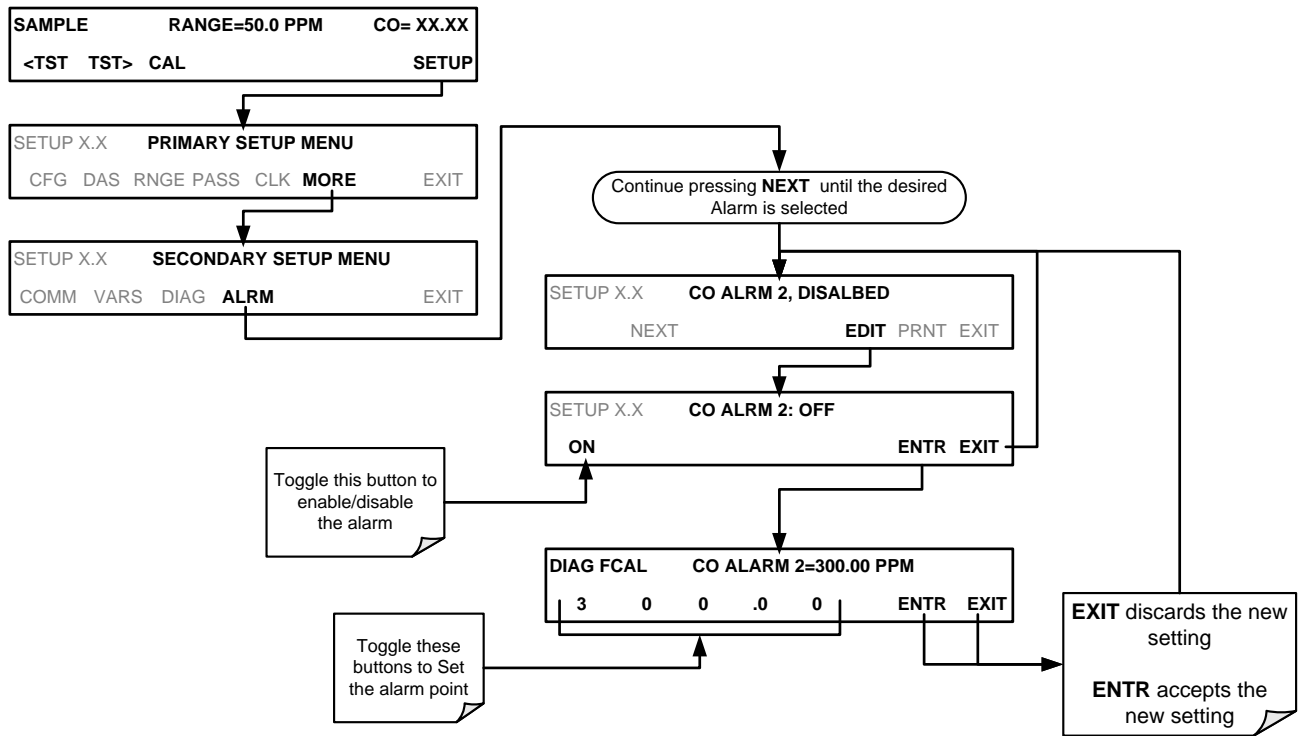 SAMPLE RANGE=50.0 PPM CO= XX.XX
<TST TST> CAL SETUP
SETUP X.X PRIMARY SETUP MENU
CFG DAS RNGE PASS CLK MORE EXIT
SETUP X.X SECONDARY SETUP MENU
COMM VARS DIAG ALRM EXIT
Continue pressing NEXT until the desired
Alarm is selected
SETUP X.X CO ALRM 2, DISALBED
NEXT EDIT PRNT EXIT
SETUP X.X CO ALRM 2: OFF
ON ENTR EXIT
Toggle this button to
enable/disable
the alarm
DIAG FCAL CO ALARM 2=300.00 PPM
3 0 0 .0 0 ENTR EXIT
Toggle these
buttons to Set
the alarm point
EXIT discards the new
setting
ENTR accepts the
new setting